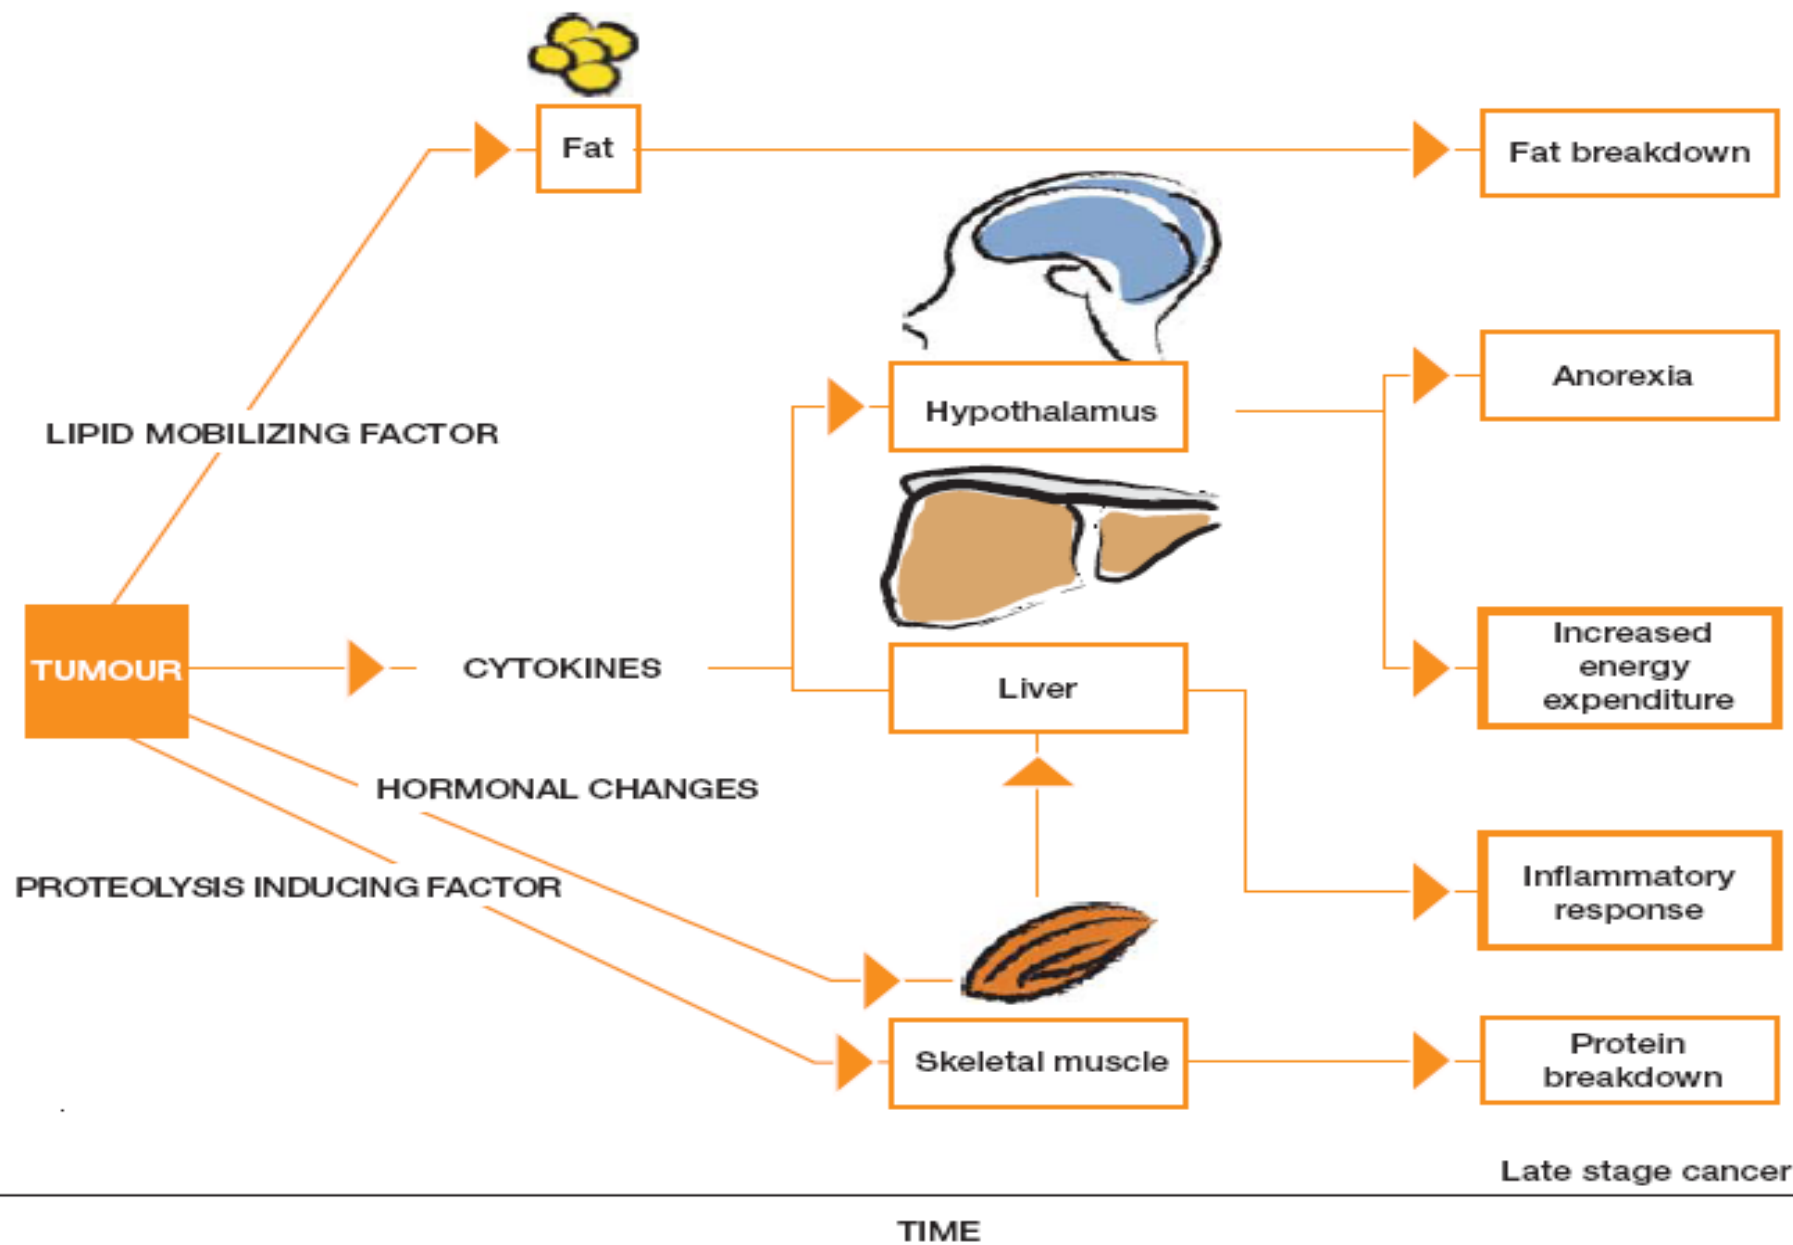 Fat
Fat breakdown
Hypothalamus
Anorexia
LIPID MOBILIZING FACTOR
TUMOUR
CYTOKINES
Liver
Increased
energy
expenditure
HORMONAL CHANGES
PROTEOLYSIS INDUCING FACTOR
Inflammatory
response
Skeletal muscle
Protein
breakdown
Late stage cancer
TIME